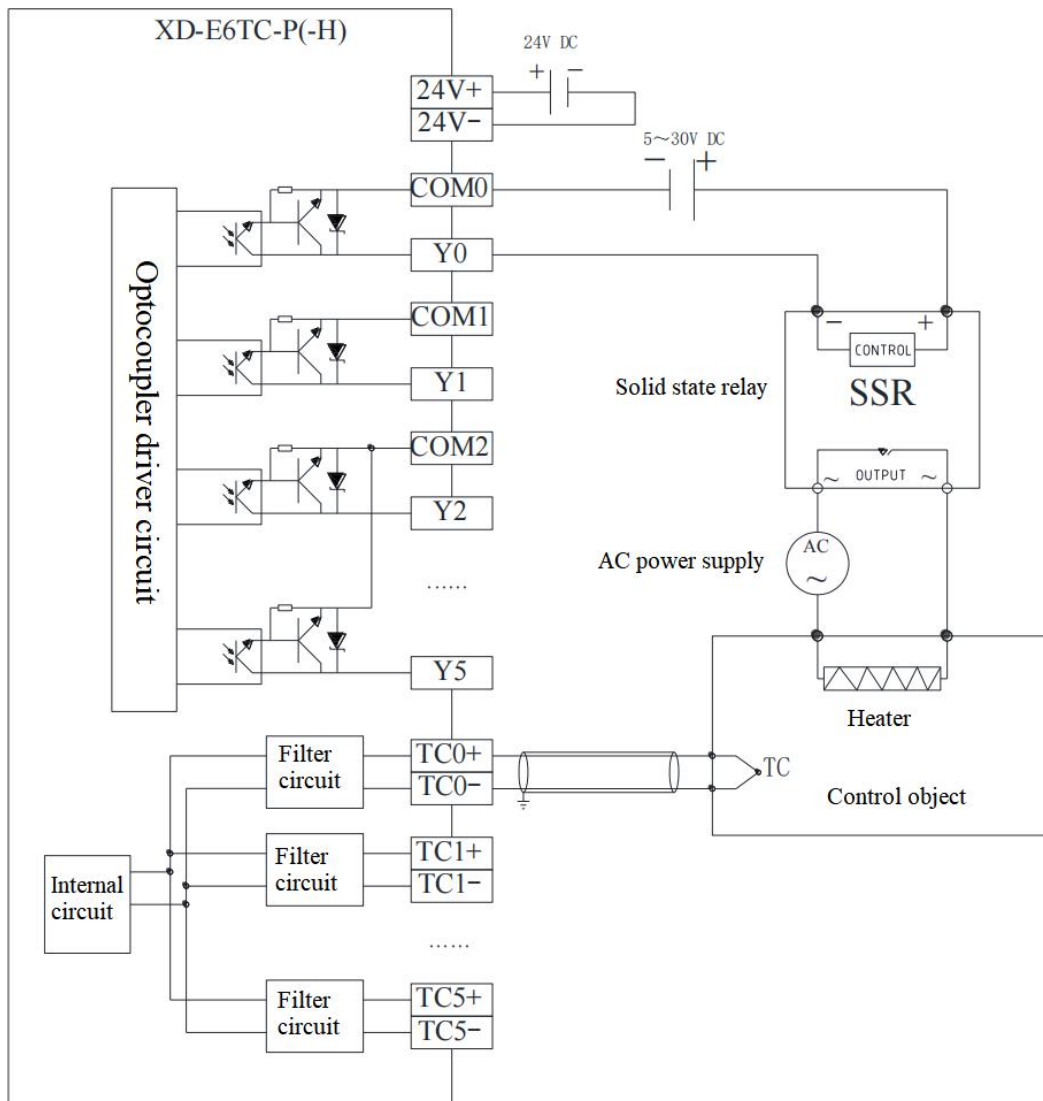 XD-E6TC-P(-H)
24V DC
+ −
24V+
24V−
5～30V DC
− +
COM0
Y0
COM1
Y1
COM2
Y2
......
Y5
Optocoupler driver circuit
− +
CONTROL
SSR
Solid state relay
~ OUTPUT ~
AC
~
AC power supply
Heater
TC
Control object
Filter
circuit
TC0+
TC0−
Filter
circuit
TC1+
TC1−
Internal
circuit
......
Filter
circuit
TC5+
TC5−